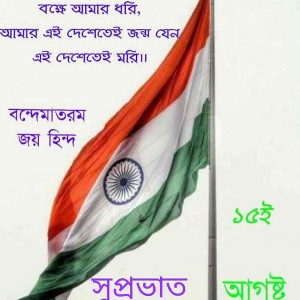 বক্ষে আমার ধরি,
আমার এই দেশেতেই জন্ম যেন
এই দেশেতেই মরি।।
বন্দেমাতরম
জয় হিন্দ
১৫ই
সুপ্রভাত আগষ্ট